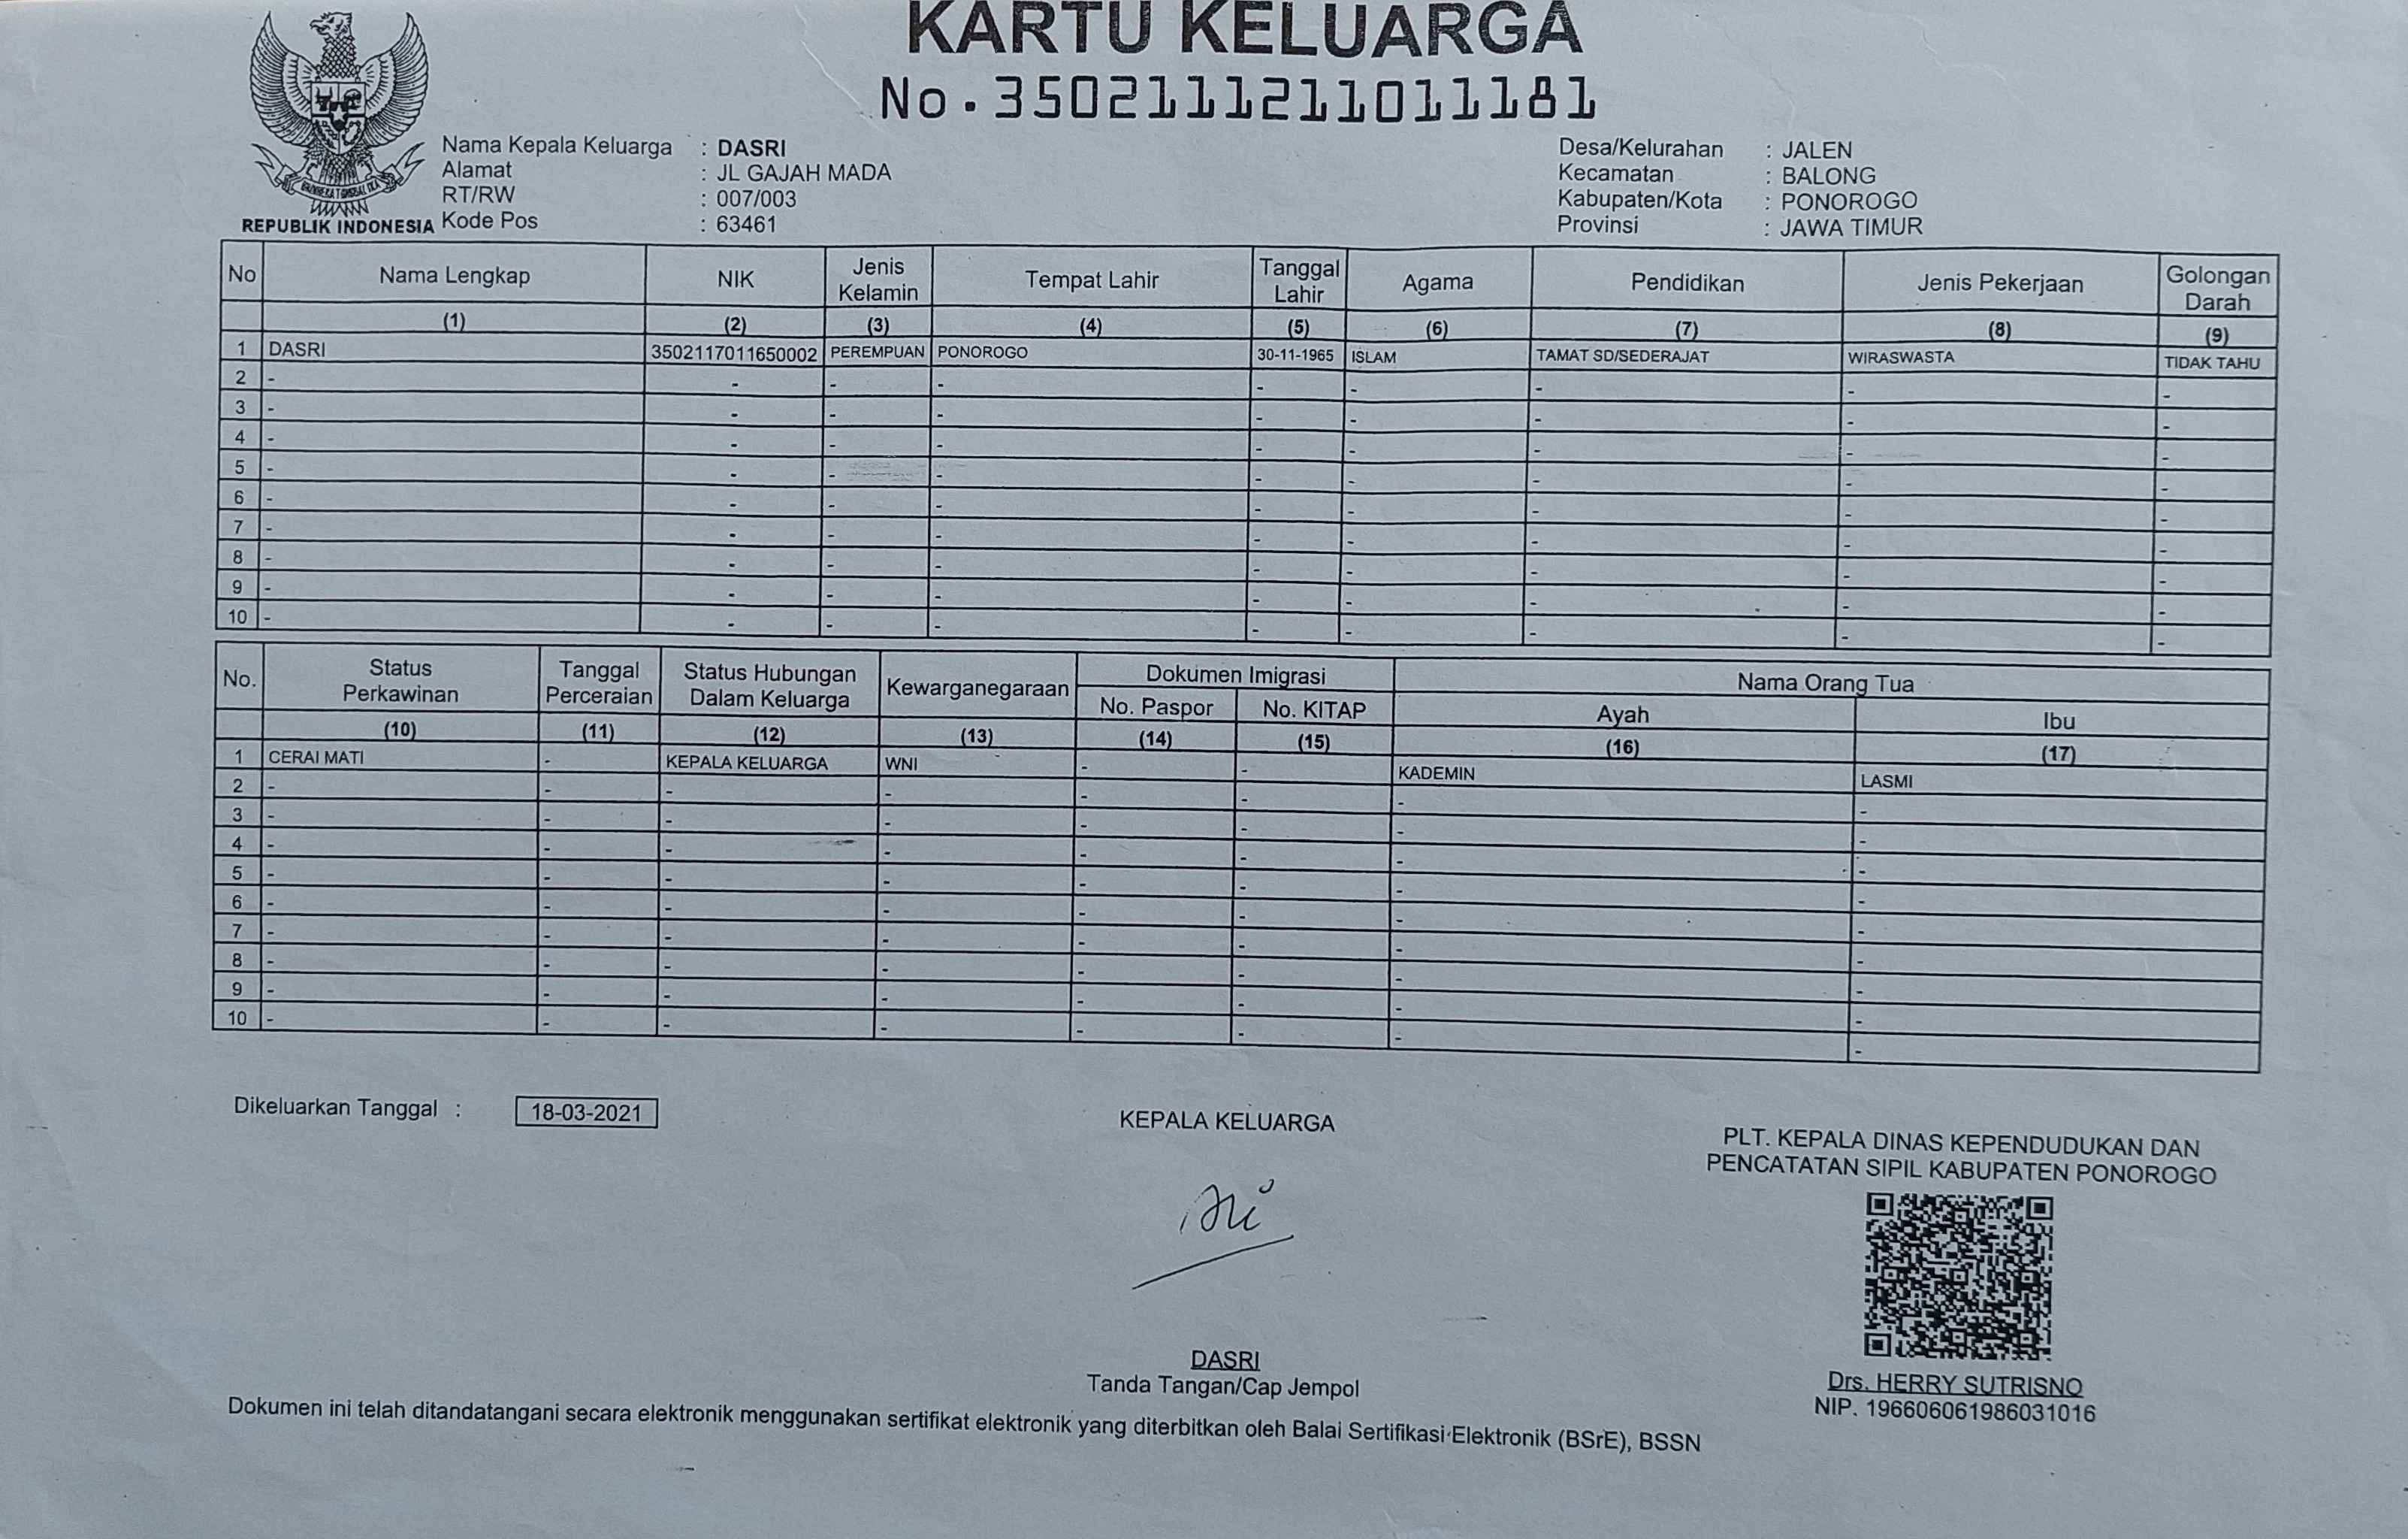 KARTU KELUARGA
No.3502111211011181
REPUBLIK INDONESIA
Nama Kepala Keluarga : DASRI
Alamat : JL GAJAH MADA
RT/RW : 007/003
Kode Pos : 63461
Desa/Kelurahan : JALEN
Kecamatan : BALONG
Kabupaten/Kota : PONOROGO
Provinsi : JAWA TIMUR
No Nama Lengkap NIK Jenis Kelamin Tempat Lahir Tanggal Lahir Agama Pendidikan Jenis Pekerjaan Golongan Darah
(1) (2) (3) (4) (5) (6) (7) (8) (9)
1 DASRI 3502117011650002 PEREMPUAN PONOROGO 30-11-1965 ISLAM TAMAT SD/SEDERAJAT WIRASWASTA TIDAK TAHU
2 - - - - - - - - -
3 - - - - - - - - -
4 - - - - - - - - -
5 - - - - - - - - -
6 - - - - - - - - -
7 - - - - - - - - -
8 - - - - - - - - -
9 - - - - - - - - -
10 - - - - - - - - -
No. Status Perkawinan Tanggal Perceraian Status Hubungan Dalam Keluarga Kewarganegaraan Dokumen Imigrasi Nama Orang Tua
No. Paspor No. KITAP Ayah Ibu
(10) (11) (12) (13) (14) (15) (16) (17)
1 CERAI MATI - KEPALA KELUARGA WNI - - KADEMIN LASMI
2 - - - - - - - -
3 - - - - - - - -
4 - - - - - - - -
5 - - - - - - - -
6 - - - - - - - -
7 - - - - - - - -
8 - - - - - - - -
9 - - - - - - - -
10 - - - - - - - -
Dikeluarkan Tanggal : 18-03-2021
KEPALA KELUARGA
DASRI
Tanda Tangan/Cap Jempol
PLT. KEPALA DINAS KEPENDUDUKAN DAN
PENCATATAN SIPIL KABUPATEN PONOROGO
Drs. HERRY SUTRISNO
NIP. 196606061986031016
Dokumen ini telah ditandatangani secara elektronik menggunakan sertifikat elektronik yang diterbitkan oleh Balai Sertifikasi Elektronik (BSrE), BSSN